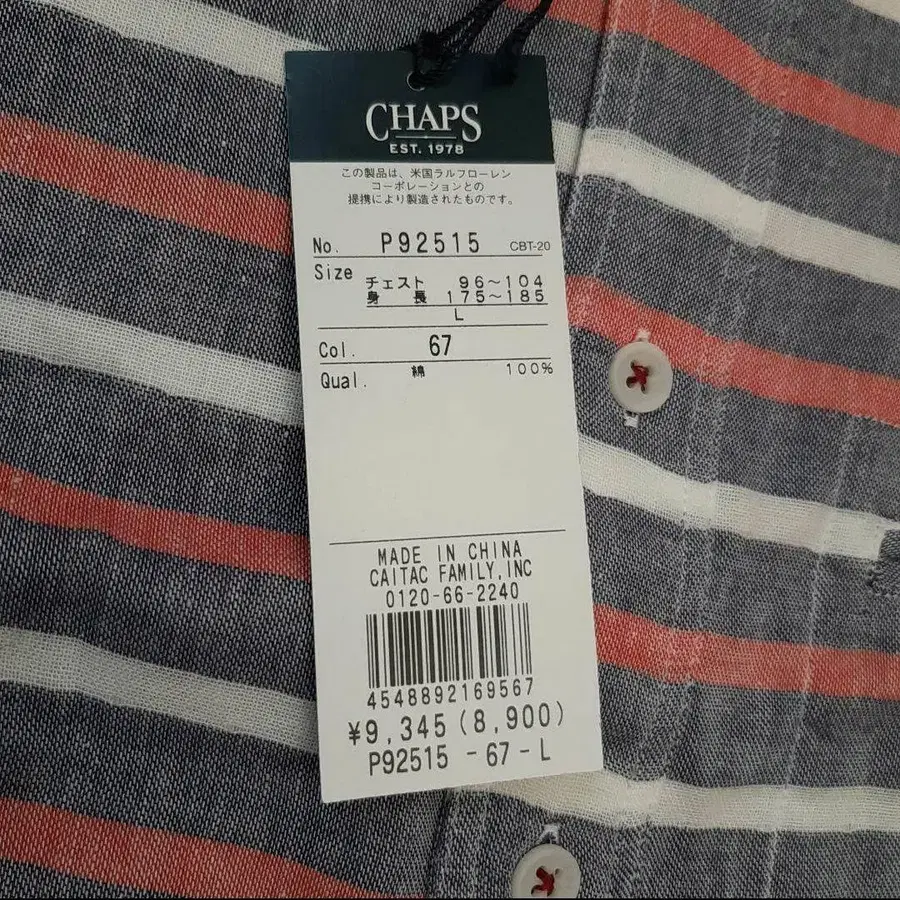 CHAPS
EST. 1978
この製品は、米国ラルフローレン
コーポレーションとの
提携により製造されたものです。
No. P92515 CBT-20
Size
チェスト 96～104
身 長 175～185
L
Col. 67
Qual. 綿 100%
MADE IN CHINA
CAITAC FAMILY,INC
0120-66-2240
4548892169567
¥9,345(8,900)
P92515 -67-L